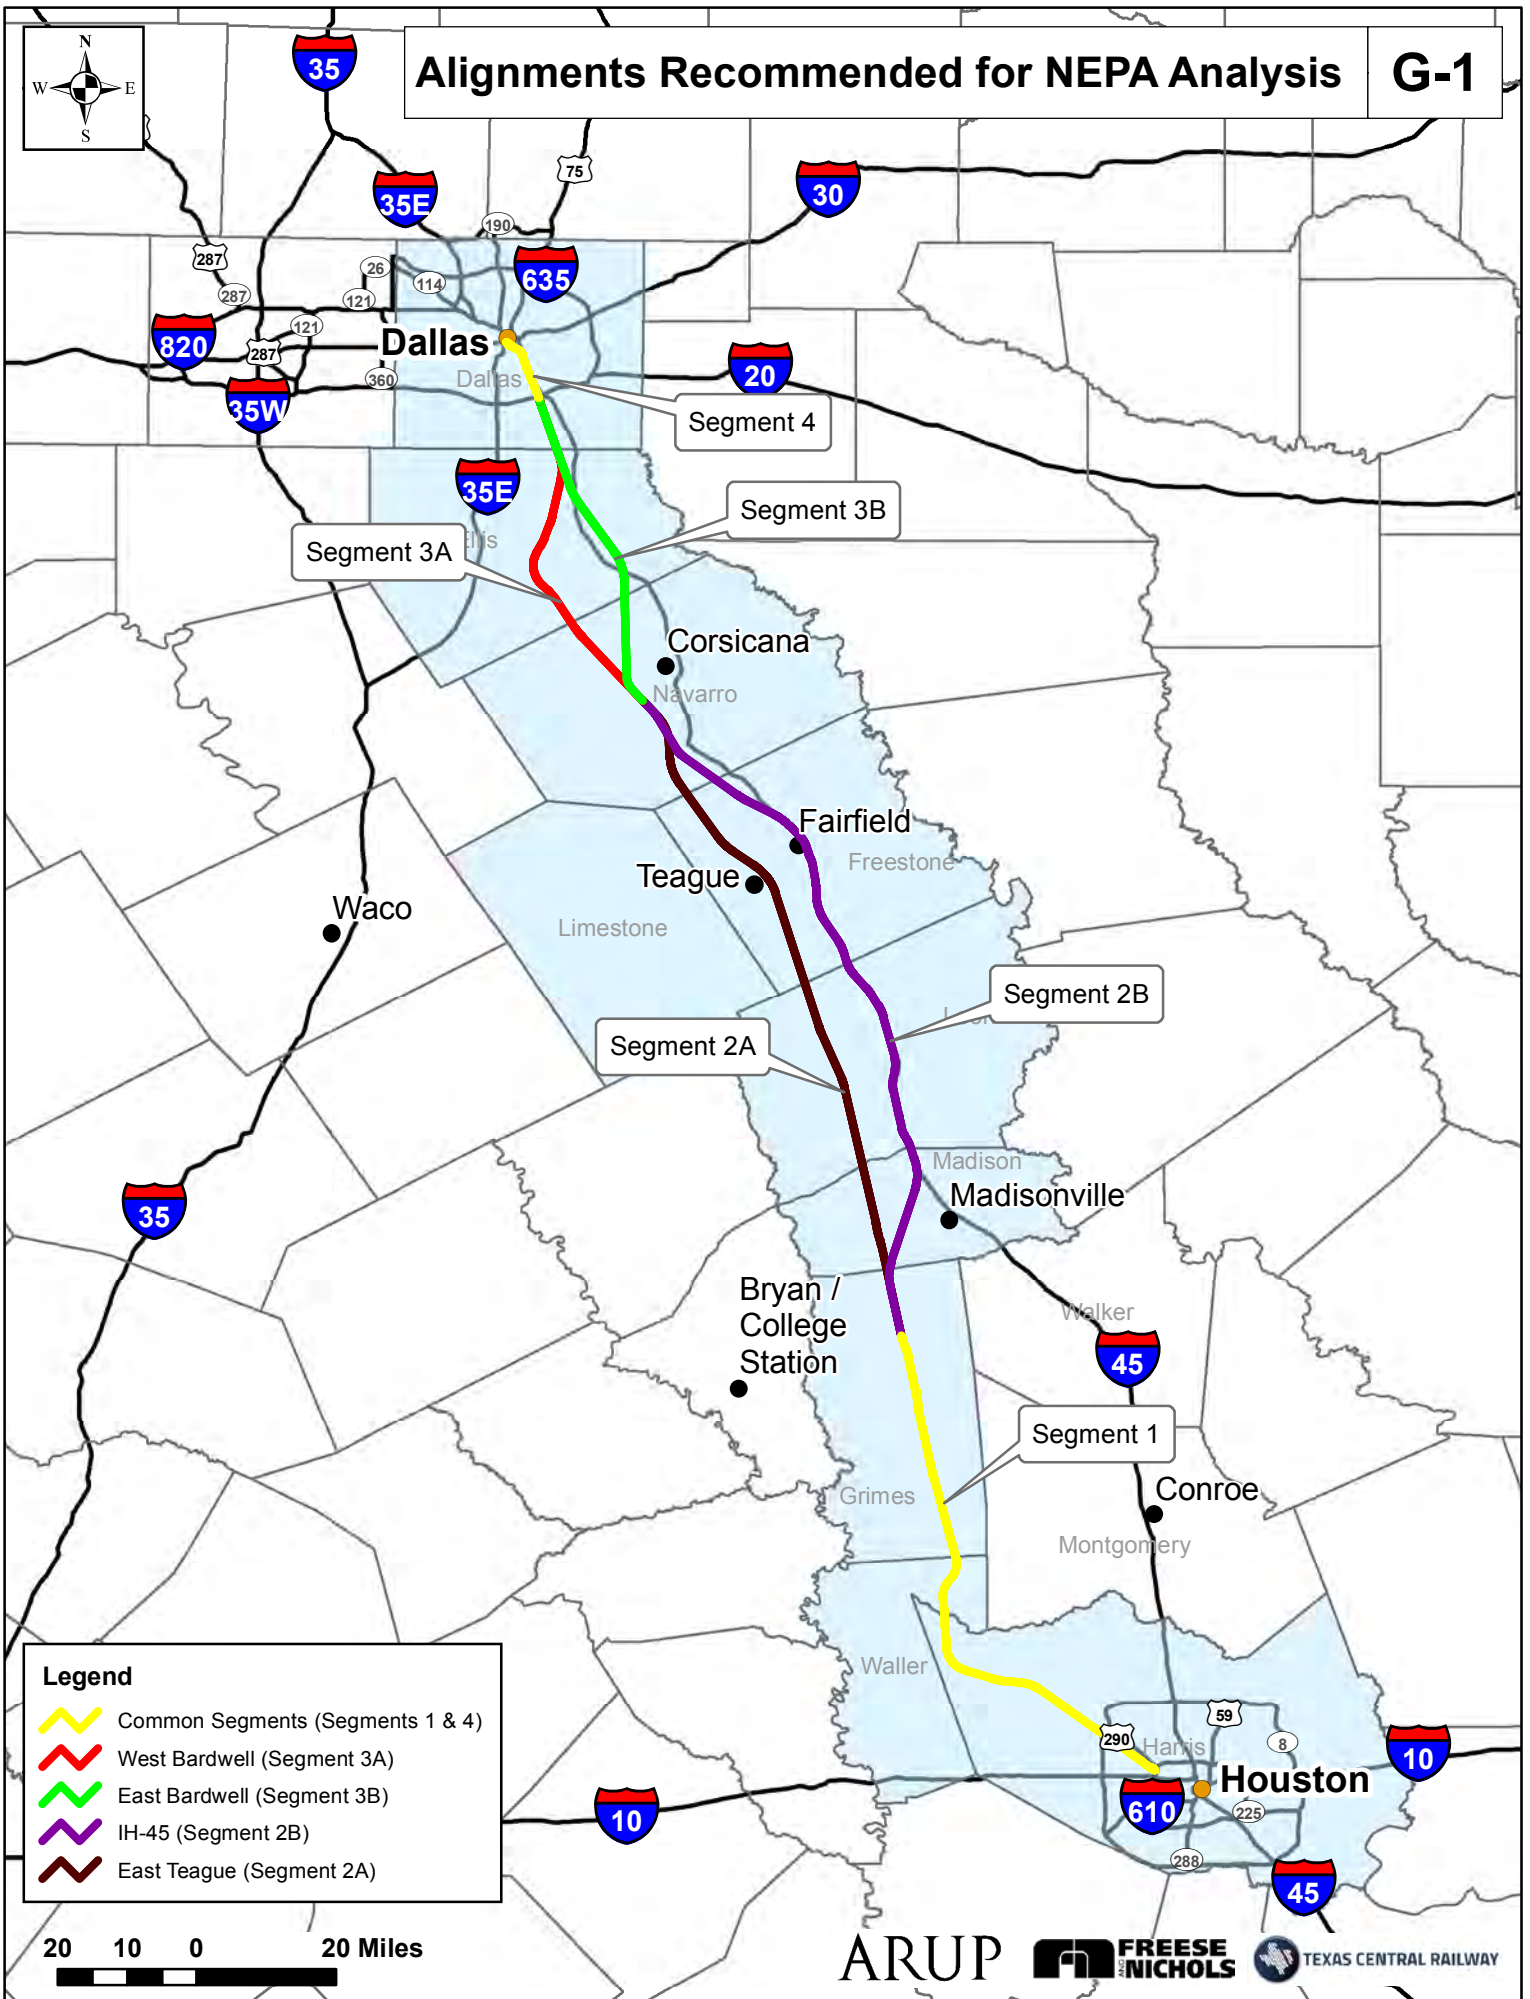 N
W E
S
Alignments Recommended for NEPA Analysis
G-1
35
75
35E
30
190
287
26
635
114
287
121
121
820
287
Dallas
360
Dallas
20
35W
Segment 4
35E
Segment 3B
Ellis
Segment 3A
Corsicana
Navarro
Fairfield
Freestone
Teague
Waco
Limestone
Segment 2B
Segment 2A
Madison
Madisonville
35
Bryan /
College
Station
Walker
45
Segment 1
Grimes
Conroe
Montgomery
Waller
59
290
Harris
8
10
Houston
610
225
10
288
45
Legend
Common Segments (Segments 1 & 4)
West Bardwell (Segment 3A)
East Bardwell (Segment 3B)
IH-45 (Segment 2B)
East Teague (Segment 2A)
20 10 0 20 Miles
ARUP
FREESE
AND
NICHOLS
TEXAS CENTRAL RAILWAY